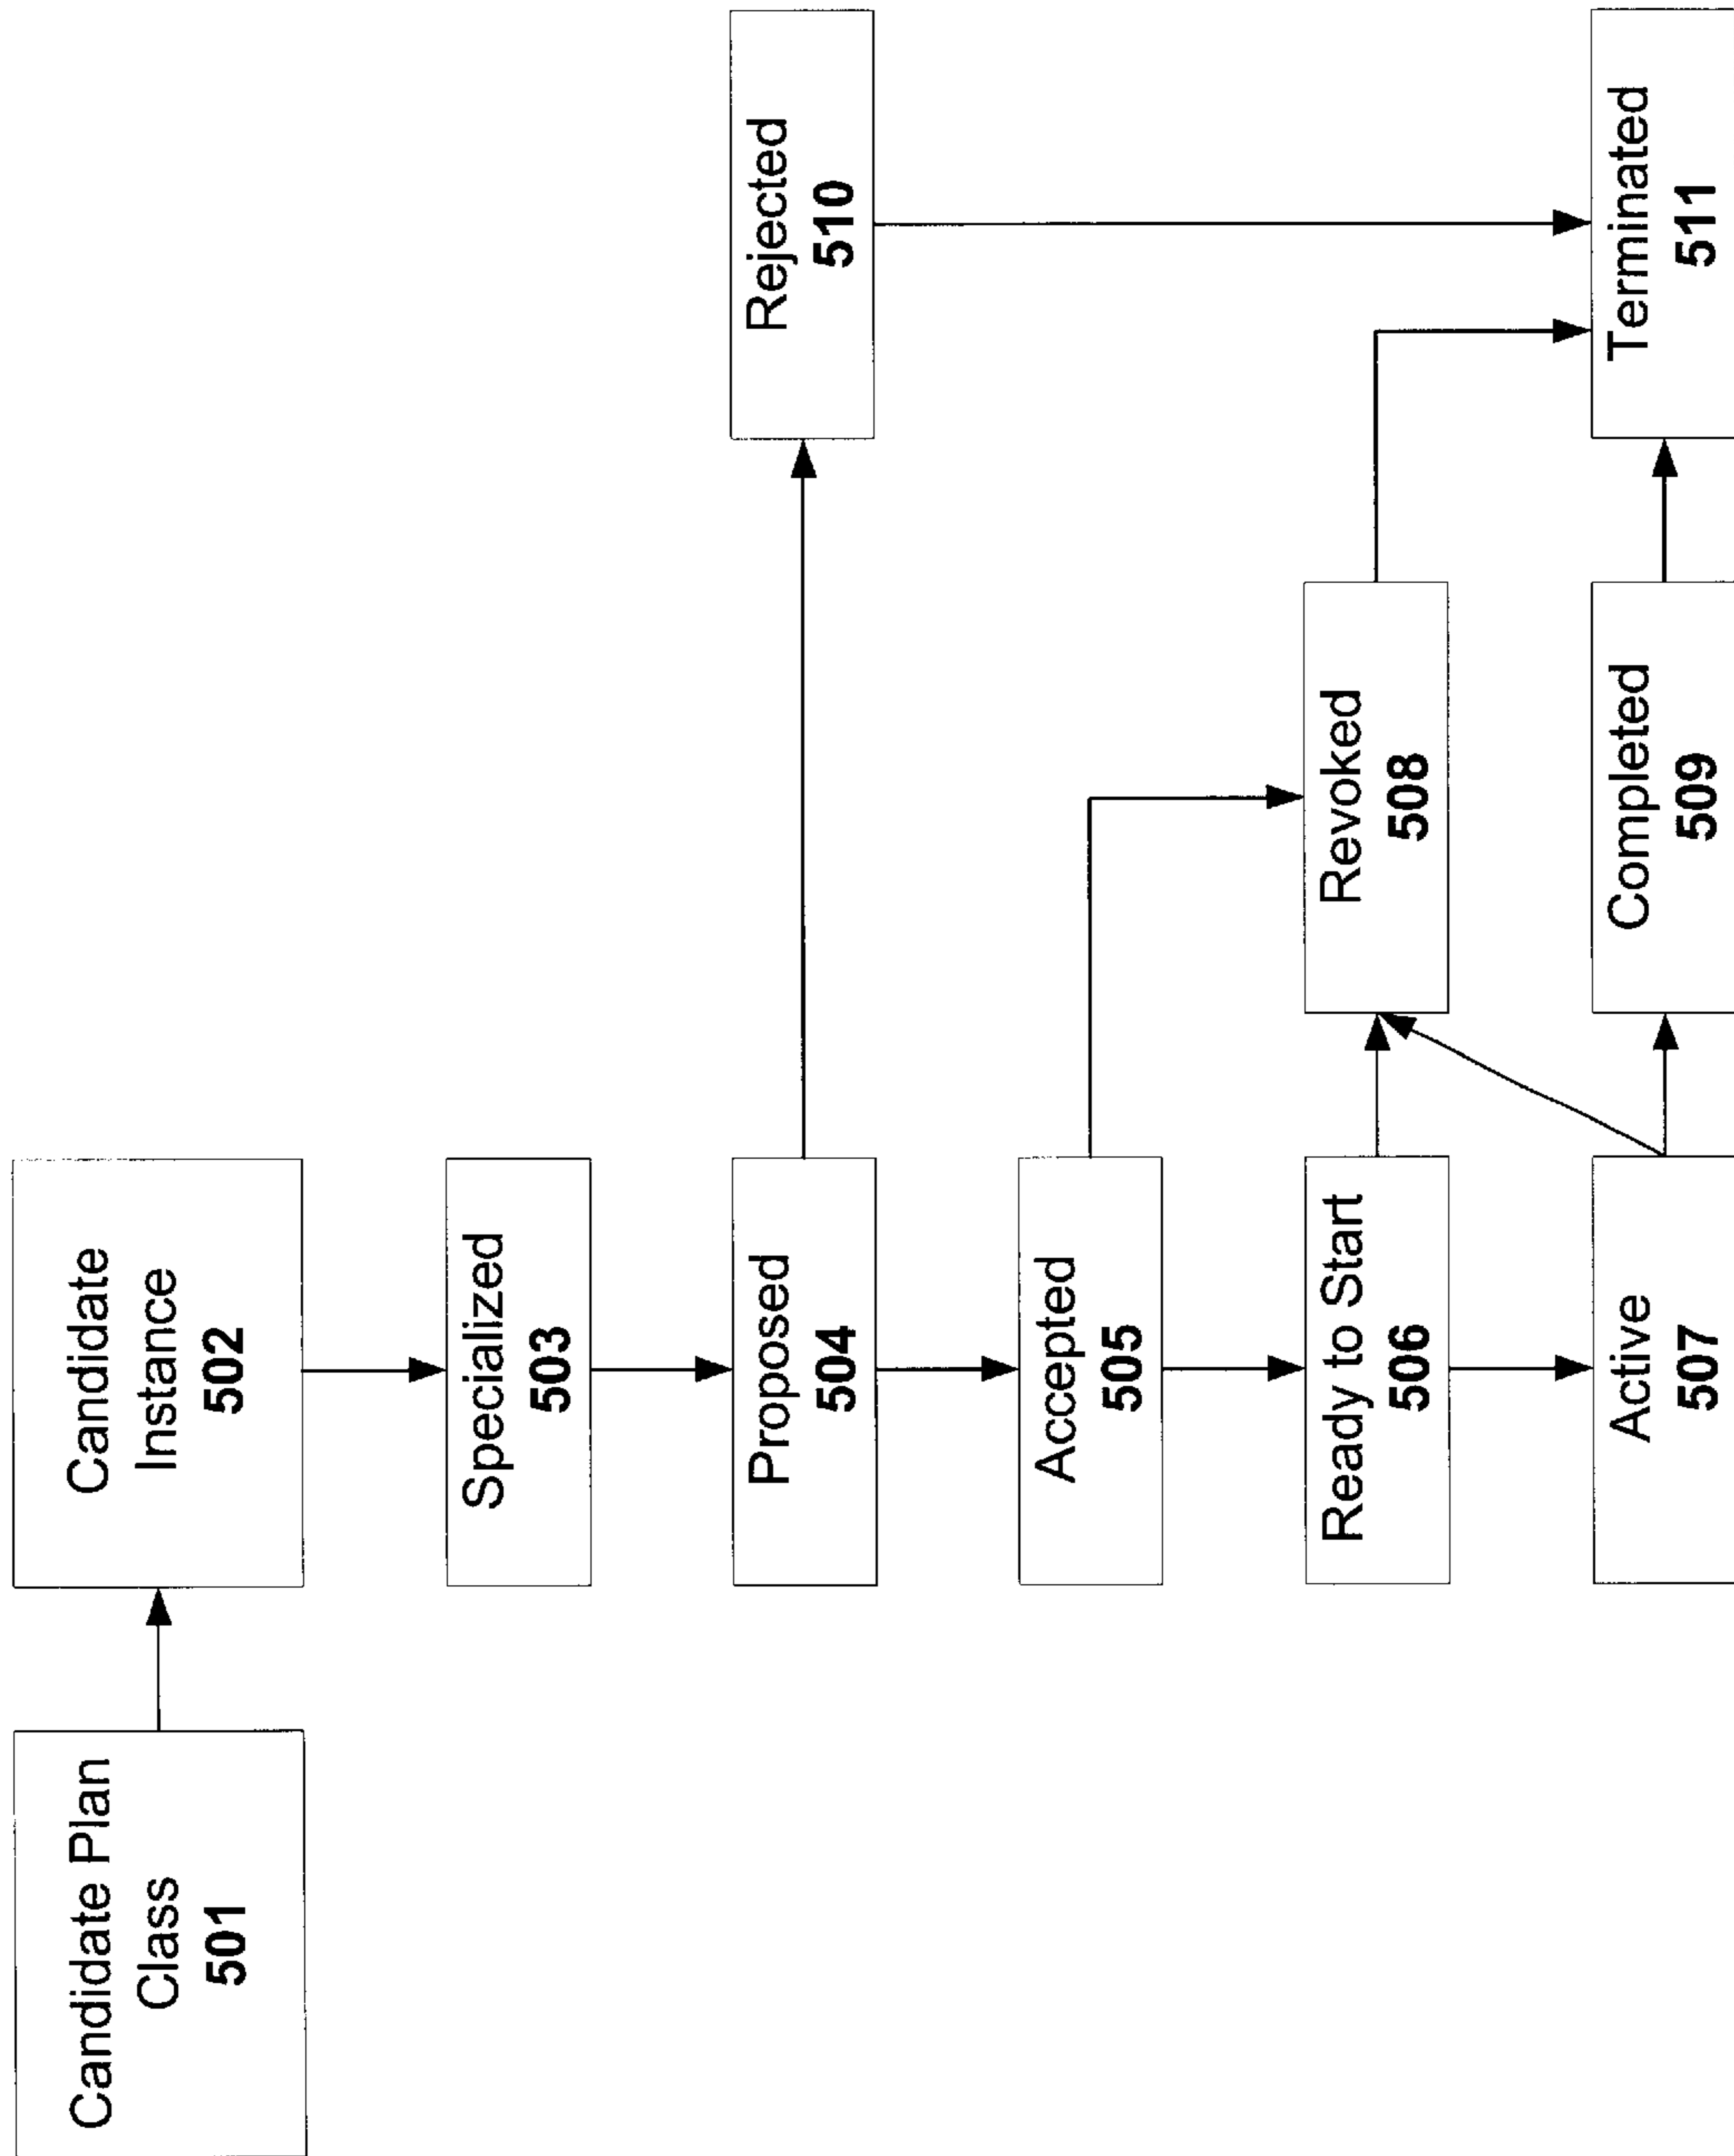 Candidate Plan
Class
501
Candidate
Instance
502
Specialized
503
Proposed
504
Accepted
505
Ready to Start
506
Active
507
Revoked
508
Completed
509
Rejected
510
Terminated
511